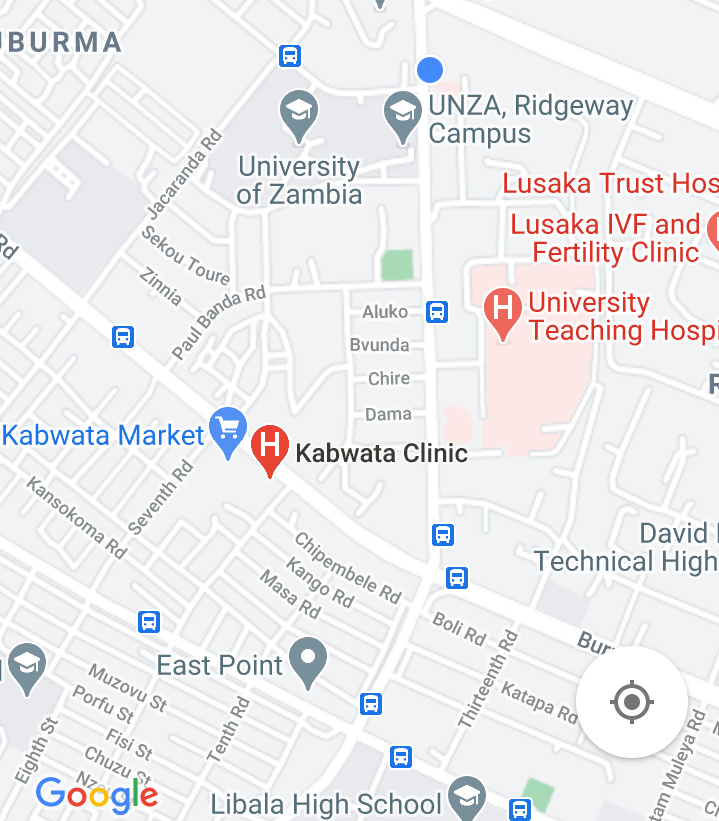 BURMA
UNZA, Ridgeway
Campus
University
of Zambia
Jacaranda Rd
Lusaka Trust Hos
Lusaka IVF and
Fertility Clinic
Rd
Sekou Toure
Zinnia
Paul Banda Rd
Aluko
University
Teaching Hospi
Bvunda
Chire
R
Dama
Kabwata Market
H
H
Kabwata Clinic
Seventh Rd
Kansokoma Rd
David
Technical High
Chipembele Rd
Kango Rd
Masa Rd
Boli Rd
Bur
East Point
Thirteenth Rd
Muzovu St
Porfu St
Katapa Rd
Tenth Rd
Fisi St
Eighth St
Chuzu St
Nz
tam Muleya Rd
Google
Libala High School